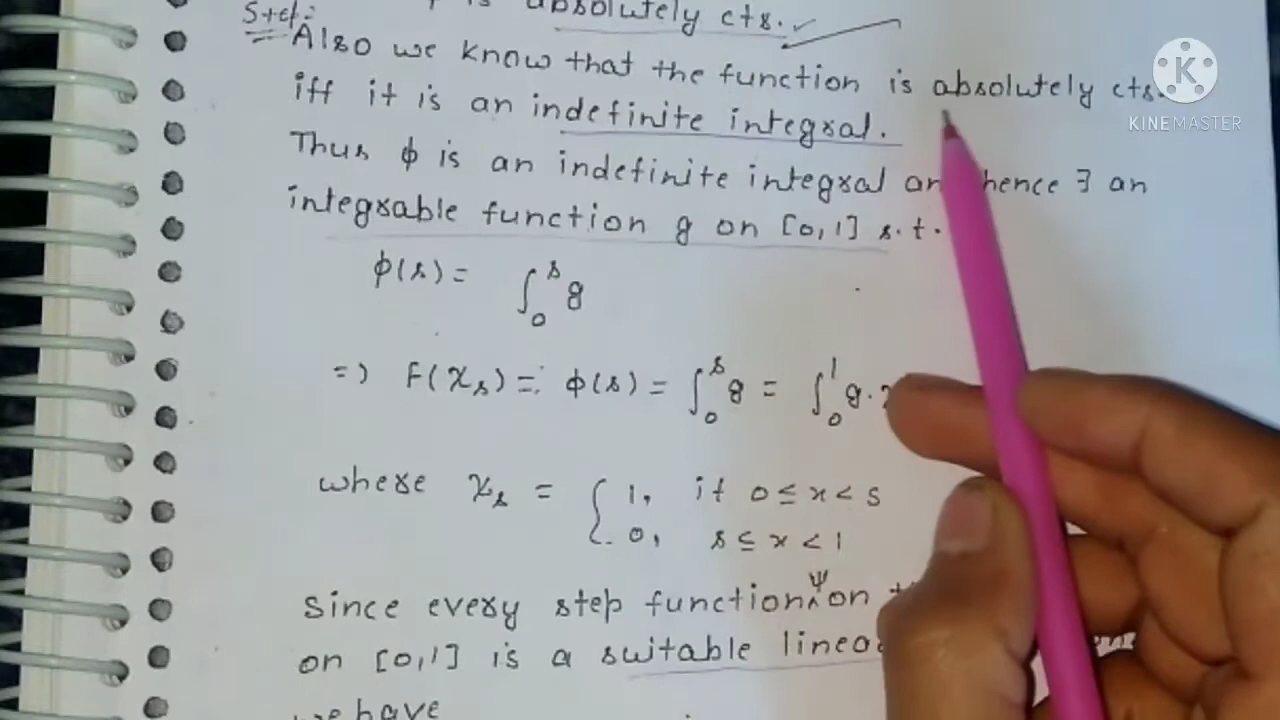 Step:- is absolutely cts.
Also we know that the function is absolutely cts.
iff it is an indefinite integral.
Thus ϕ is an indefinite integral an hence ∃ an
integrable function g on [0,1] s.t.
ϕ(s) = ∫₀ˢ g
=) F(χₛ) = ϕ(s) = ∫₀ˢ g = ∫₀¹ g.
where χₛ = { 1, if 0 ≤ x < s
0, s ≤ x < 1
Since every step function ψ on
on [0,1] is a suitable linea
we have
K
KINEMASTER